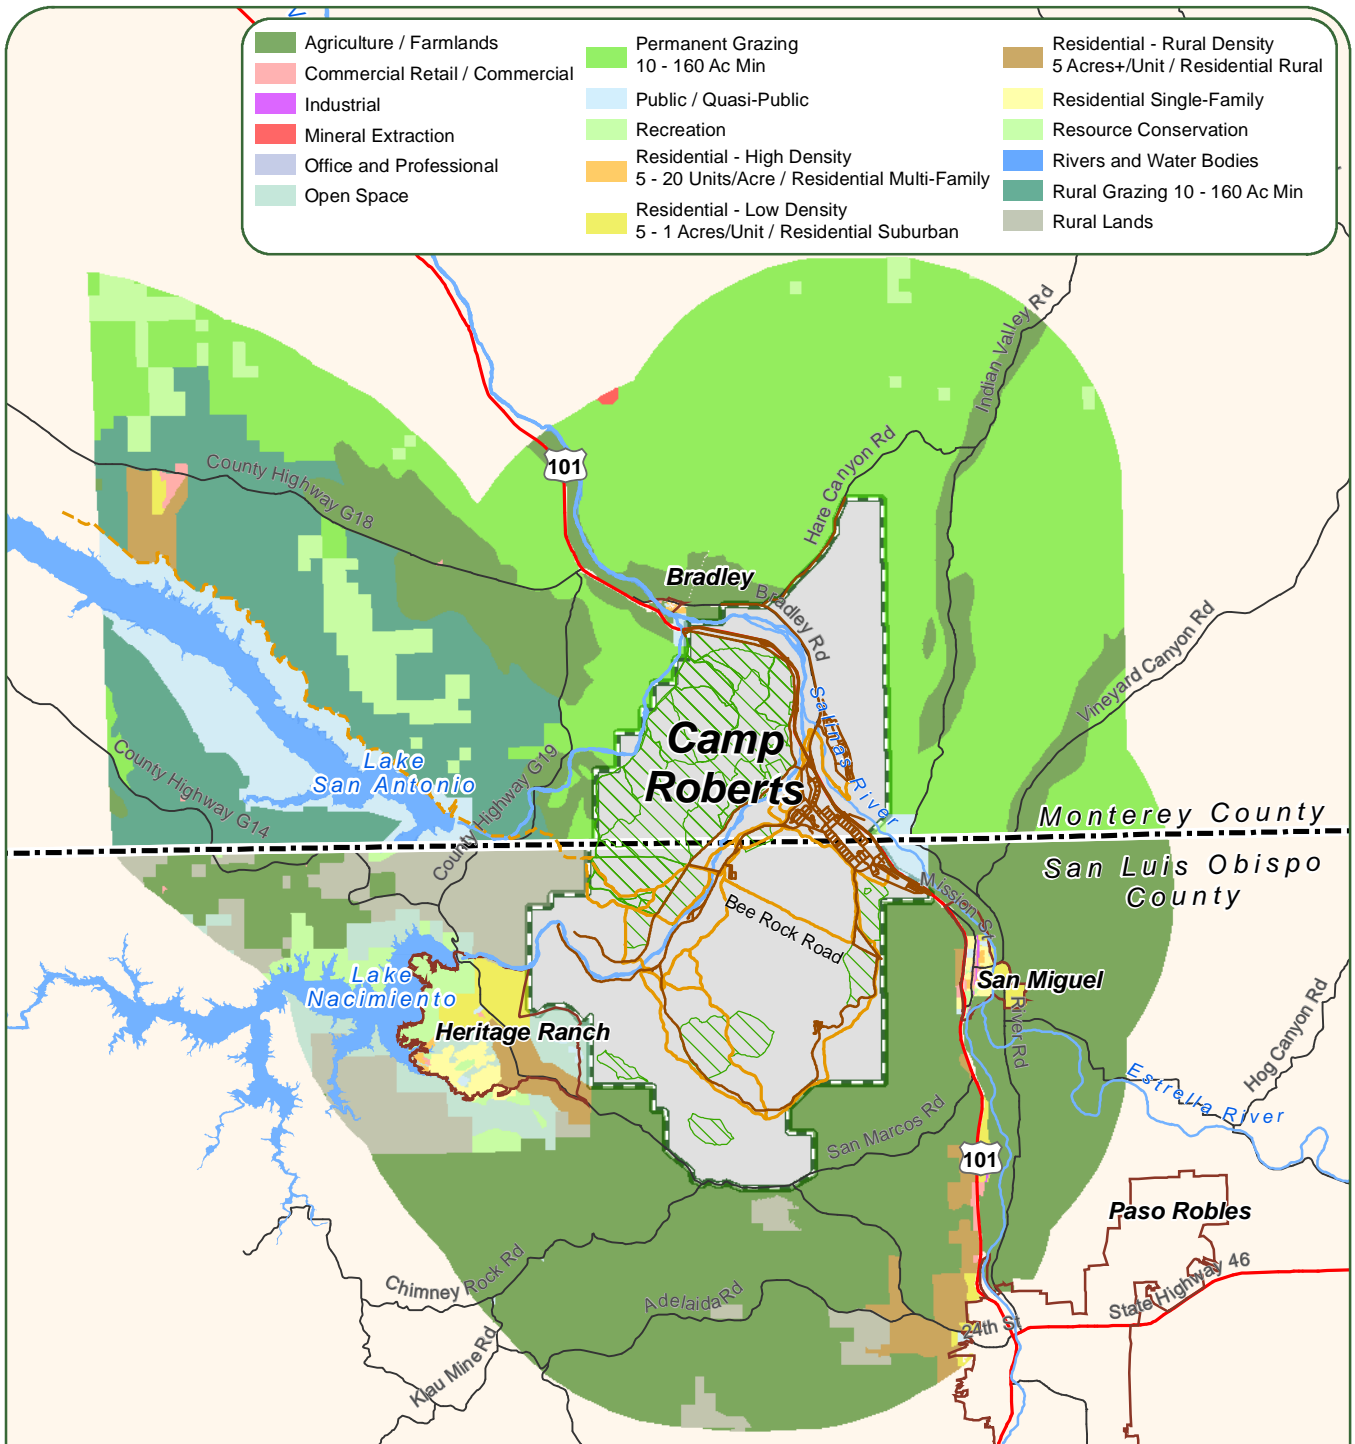 Agriculture / Farmlands
Commercial Retail / Commercial
Industrial
Mineral Extraction
Office and Professional
Open Space
Permanent Grazing
10 - 160 Ac Min
Public / Quasi-Public
Recreation
Residential - High Density
5 - 20 Units/Acre / Residential Multi-Family
Residential - Low Density
5 - 1 Acres/Unit / Residential Suburban
Residential - Rural Density
5 Acres+/Unit / Residential Rural
Residential Single-Family
Resource Conservation
Rivers and Water Bodies
Rural Grazing 10 - 160 Ac Min
Rural Lands
Indian Valley Rd
Hare Canyon Rd
County Highway G18
101
Bradley
Bradley Rd
Vineyard Canyon Rd
Salinas River
Camp
Roberts
Lake
San Antonio
County Highway G14
County Highway G19
Monterey County
San Luis Obispo
County
Mission St
Bee Rock Road
Lake
Nacimiento
San Miguel
Heritage Ranch
River Rd
Hog Canyon Rd
Estrella River
San Marcos Rd
101
Paso Robles
Chimney Rock Rd
Adelaida Rd
State Highway 46
24th St
Klau Mine Rd